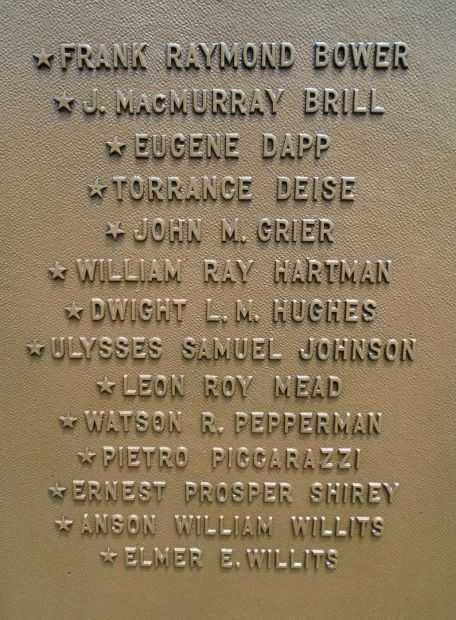 ★FRANK RAYMOND BOWER
★J. MacMURRAY BRILL
★EUGENE DAPP
★TORRANCE DEISE
★JOHN M. GRIER
★WILLIAM RAY HARTMAN
★DWIGHT L. M. HUGHES
★ULYSSES SAMUEL JOHNSON
★LEON ROY MEAD
★WATSON R. PEPPERMAN
★PIETRO PIGGARAZZI
★ERNEST PROSPER SHIREY
★ANSON WILLIAM WILLITS
★ELMER E. WILLITS